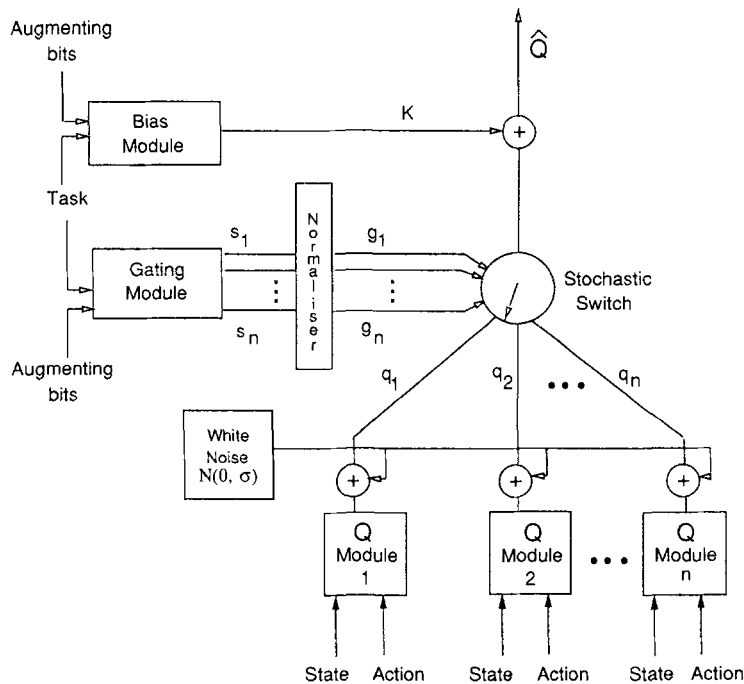 Augmenting
bits
Q̂
Bias
Module
K
+
Task
Gating
Module
s1
sn
Normaliser
g1
gn
Stochastic
Switch
Augmenting
bits
q1
q2
qn
White
Noise
N(0, σ)
+
+
+
Q
Module
1
Q
Module
2
Q
Module
n
State Action
State Action
State Action